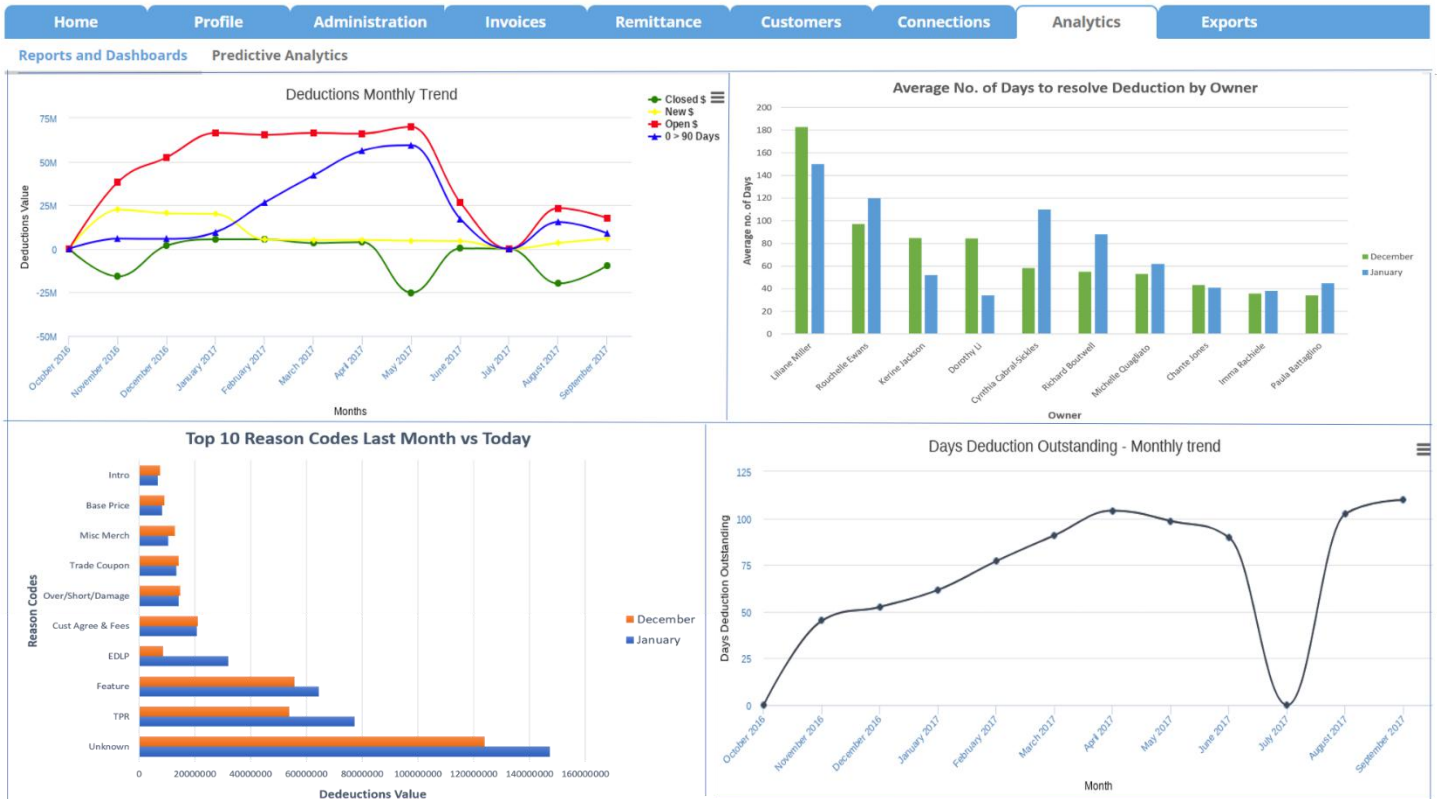 Home Profile Administration Invoices Remittance Customers Connections Analytics Exports
Reports and Dashboards Predictive Analytics
Deductions Monthly Trend
Closed $
New $
Open $
0 > 90 Days
Deductions Value
75M
50M
25M
0
-25M
-50M
October 2016 November 2016 December 2016 January 2017 February 2017 March 2017 April 2017 May 2017 June 2017 July 2017 August 2017 September 2017
Months
Average No. of Days to resolve Deduction by Owner
Average no. of Days
200
180
160
140
120
100
80
60
40
20
0
December
January
Liliane Miller Rouchelle Ewans Kerine Jackson Dorothy Li Cynthia Cabral-Sickles Richard Boutwell Michelle Quagliato Chante Jones Imma Rachiele Paula Battaglino
Owner
Top 10 Reason Codes Last Month vs Today
Reason Codes
Intro
Base Price
Misc Merch
Trade Coupon
Over/Short/Damage
Cust Agree & Fees
EDLP
Feature
TPR
Unknown
December
January
0 20000000 40000000 60000000 80000000 100000000 120000000 140000000 160000000
Dedeuctions Value
Days Deduction Outstanding - Monthly trend
Days Deduction Outstanding
125
100
75
50
25
0
October 2016 November 2016 December 2016 January 2017 February 2017 March 2017 April 2017 May 2017 June 2017 July 2017 August 2017 September 2017
Month